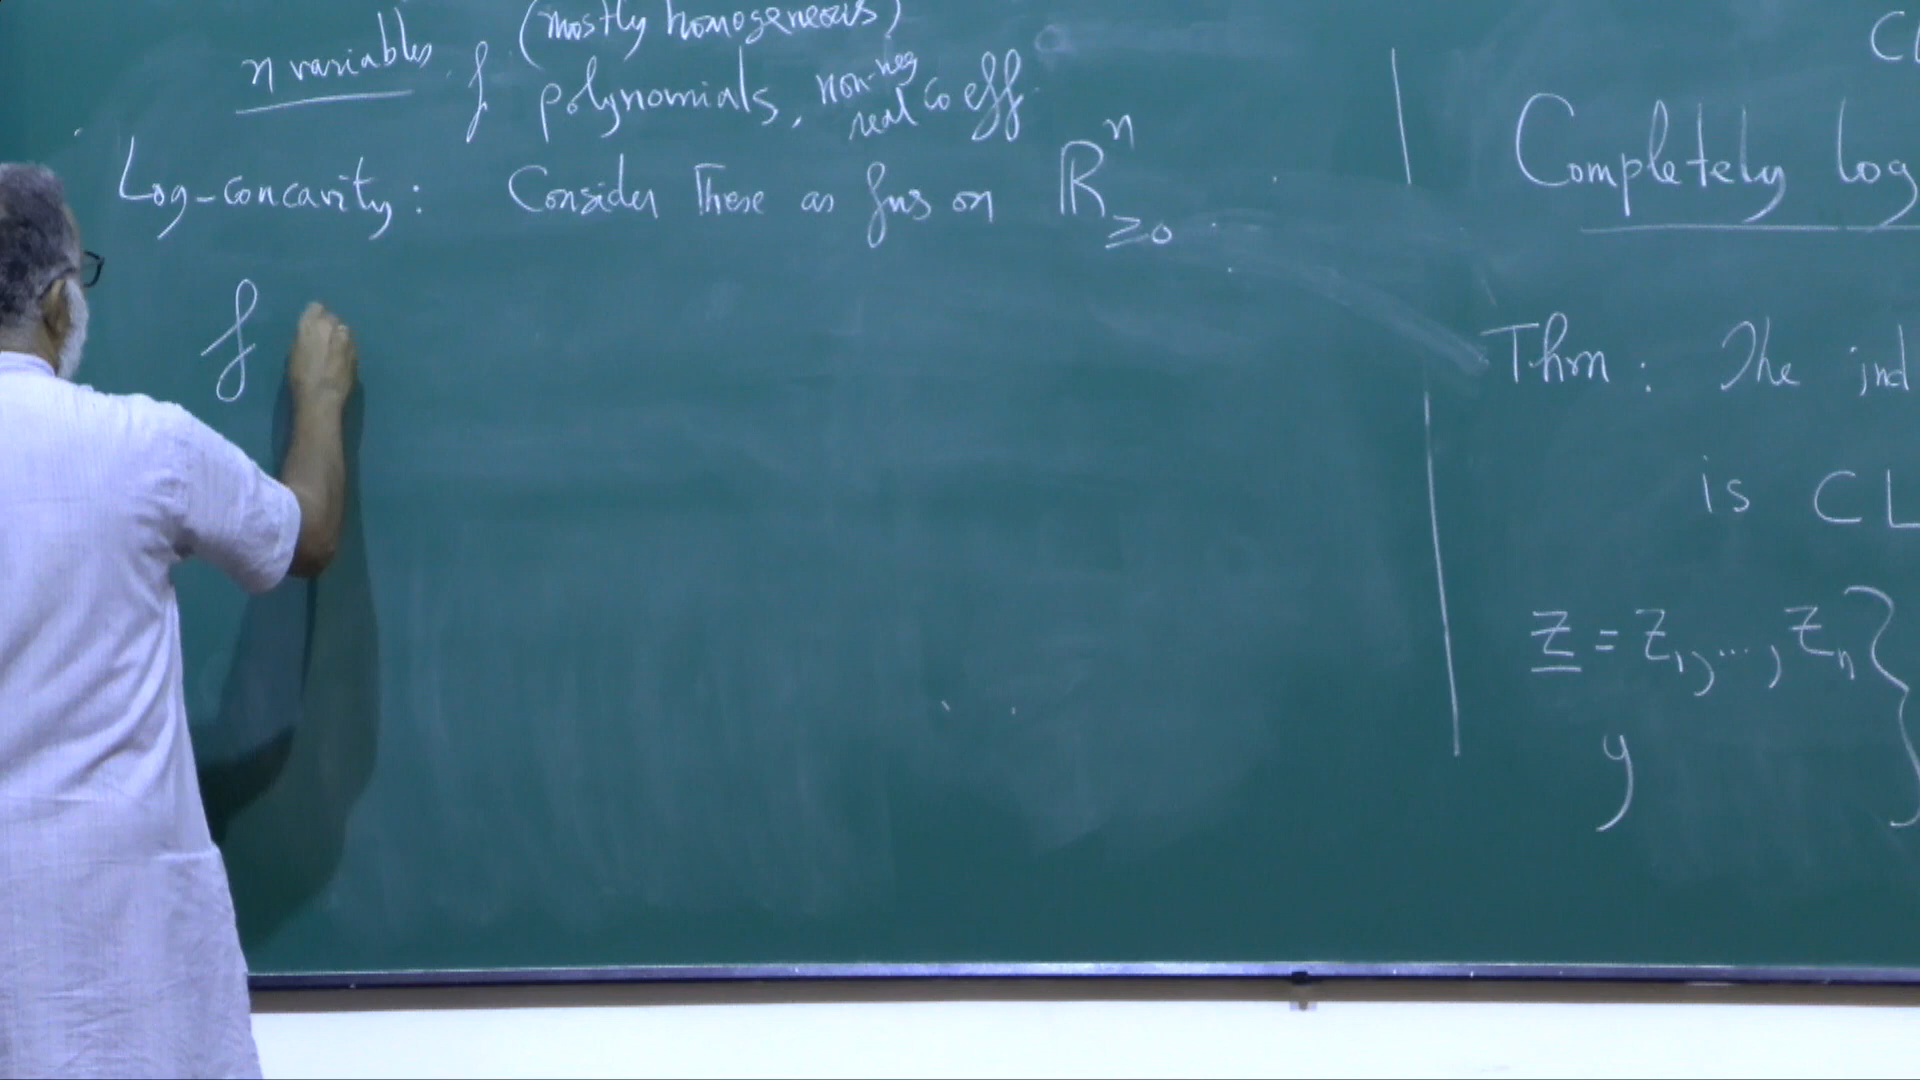 (mostly homogeneous)
n variables f polynomials, non-neg real coeff
Log-concavity: Consider these as fns on ℝⁿ≥0
f
Completely log
Thm: The ind
is CL
z = z₁, ..., zₙ }
y